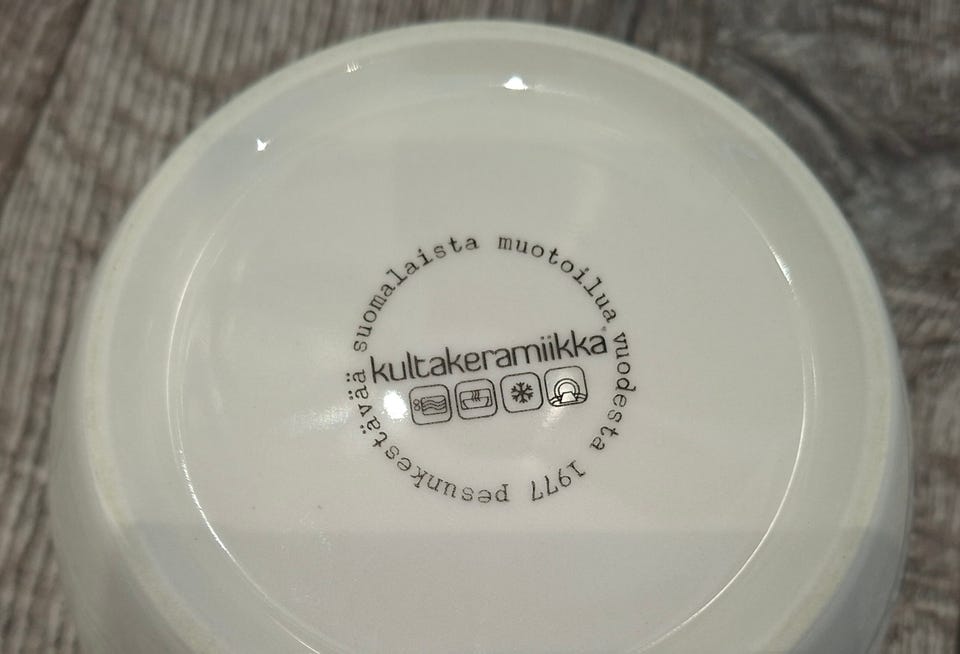 suomalaista muotoilua vuodesta 1977 pesunkestävää
kultakeramiikka